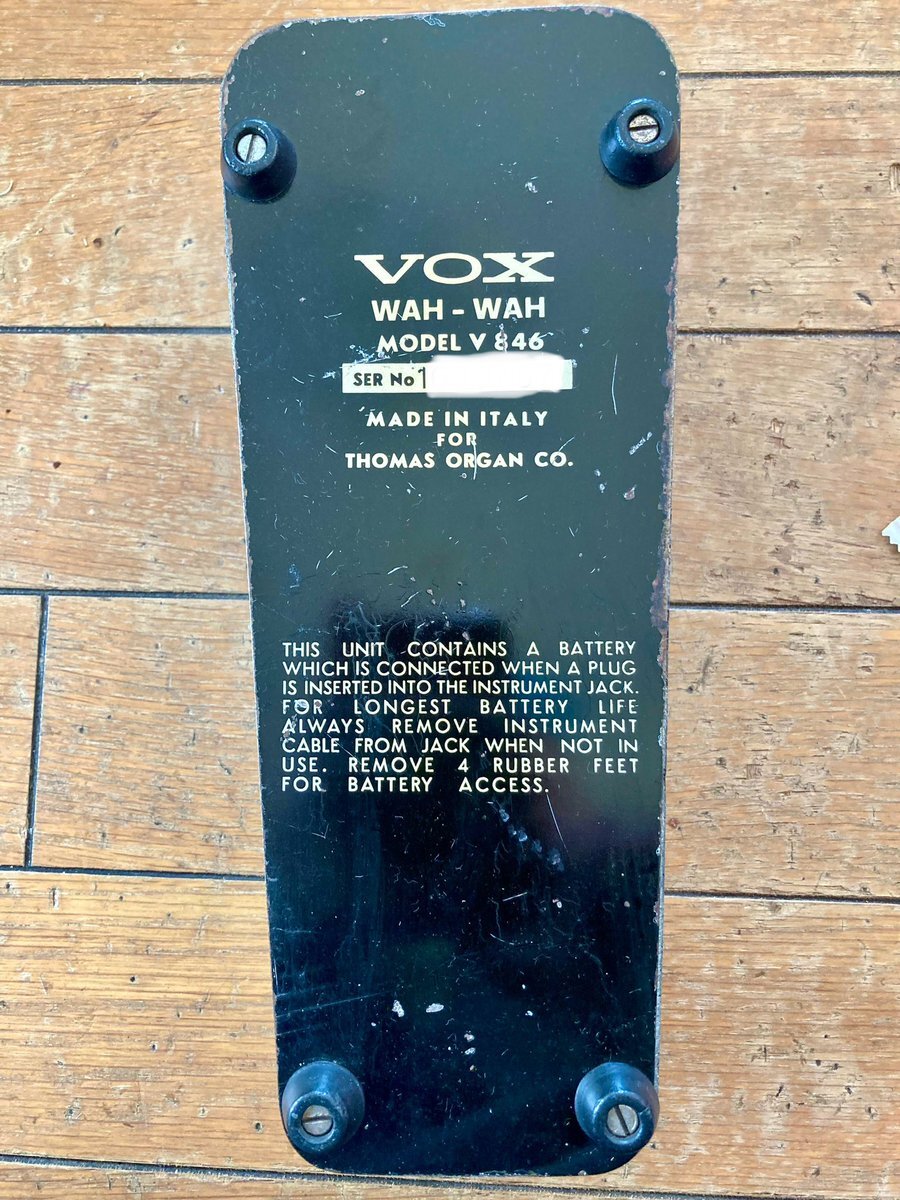 VOX
WAH - WAH
MODEL V 846
SER No 1
MADE IN ITALY
FOR
THOMAS ORGAN CO.
THIS UNIT CONTAINS A BATTERY
WHICH IS CONNECTED WHEN A PLUG
IS INSERTED INTO THE INSTRUMENT JACK.
FOR LONGEST BATTERY LIFE
ALWAYS REMOVE INSTRUMENT
CABLE FROM JACK WHEN NOT IN
USE. REMOVE 4 RUBBER FEET
FOR BATTERY ACCESS.